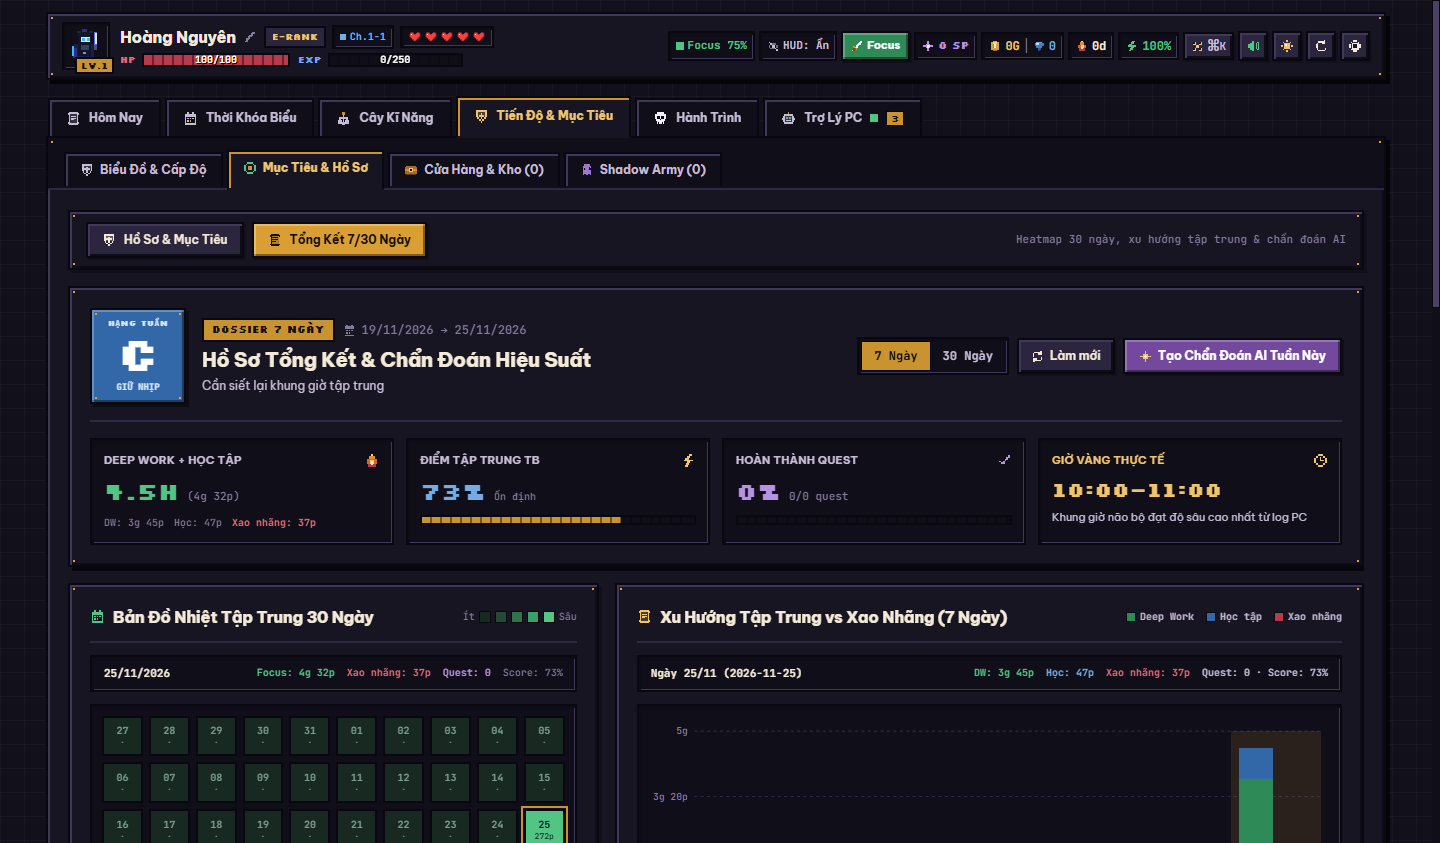 Hoàng Nguyên E-RANK Ch.1-1
LV.1 HP 100/100 EXP 0/250
Focus 75% HUD: Ẩn Focus 0 SP 0G 0 0d 100% ⌘K
Hôm Nay
Thời Khóa Biểu
Cây Kĩ Năng
Tiến Độ & Mục Tiêu
Hành Trình
Trợ Lý PC 3
Biểu Đồ & Cấp Độ
Mục Tiêu & Hồ Sơ
Cửa Hàng & Kho (0)
Shadow Army (0)
Hồ Sơ & Mục Tiêu
Tổng Kết 7/30 Ngày
Heatmap 30 ngày, xu hướng tập trung & chẩn đoán AI
HẠNG TUẦN
C
GIỮ NHỊP
DOSSIER 7 NGÀY 19/11/2026 → 25/11/2026
Hồ Sơ Tổng Kết & Chẩn Đoán Hiệu Suất
Cần siết lại khung giờ tập trung
7 Ngày 30 Ngày
Làm mới
Tạo Chẩn Đoán AI Tuần Này
DEEP WORK + HỌC TẬP
4.5H (4g 32p)
DW: 3g 45p Học: 47p Xao nhãng: 37p
ĐIỂM TẬP TRUNG TB
73% Ổn định
HOÀN THÀNH QUEST
0% 0/0 quest
GIỜ VÀNG THỰC TẾ
10:00–11:00
Khung giờ não bộ đạt độ sâu cao nhất từ log PC
Bản Đồ Nhiệt Tập Trung 30 Ngày
Ít Sâu
25/11/2026 Focus: 4g 32p Xao nhãng: 37p Quest: 0 Score: 73%
27 28 29 30 31 01 02 03 04 05
- - - - - - - - - -
06 07 08 09 10 11 12 13 14 15
- - - - - - - - - -
16 17 18 19 20 21 22 23 24 25
- - - - - - - - - 272p
Xu Hướng Tập Trung vs Xao Nhãng (7 Ngày)
Deep Work Học tập Xao nhãng
Ngày 25/11 (2026-11-25) DW: 3g 45p Học: 47p Xao nhãng: 37p Quest: 0 · Score: 73%
5g
3g 20p